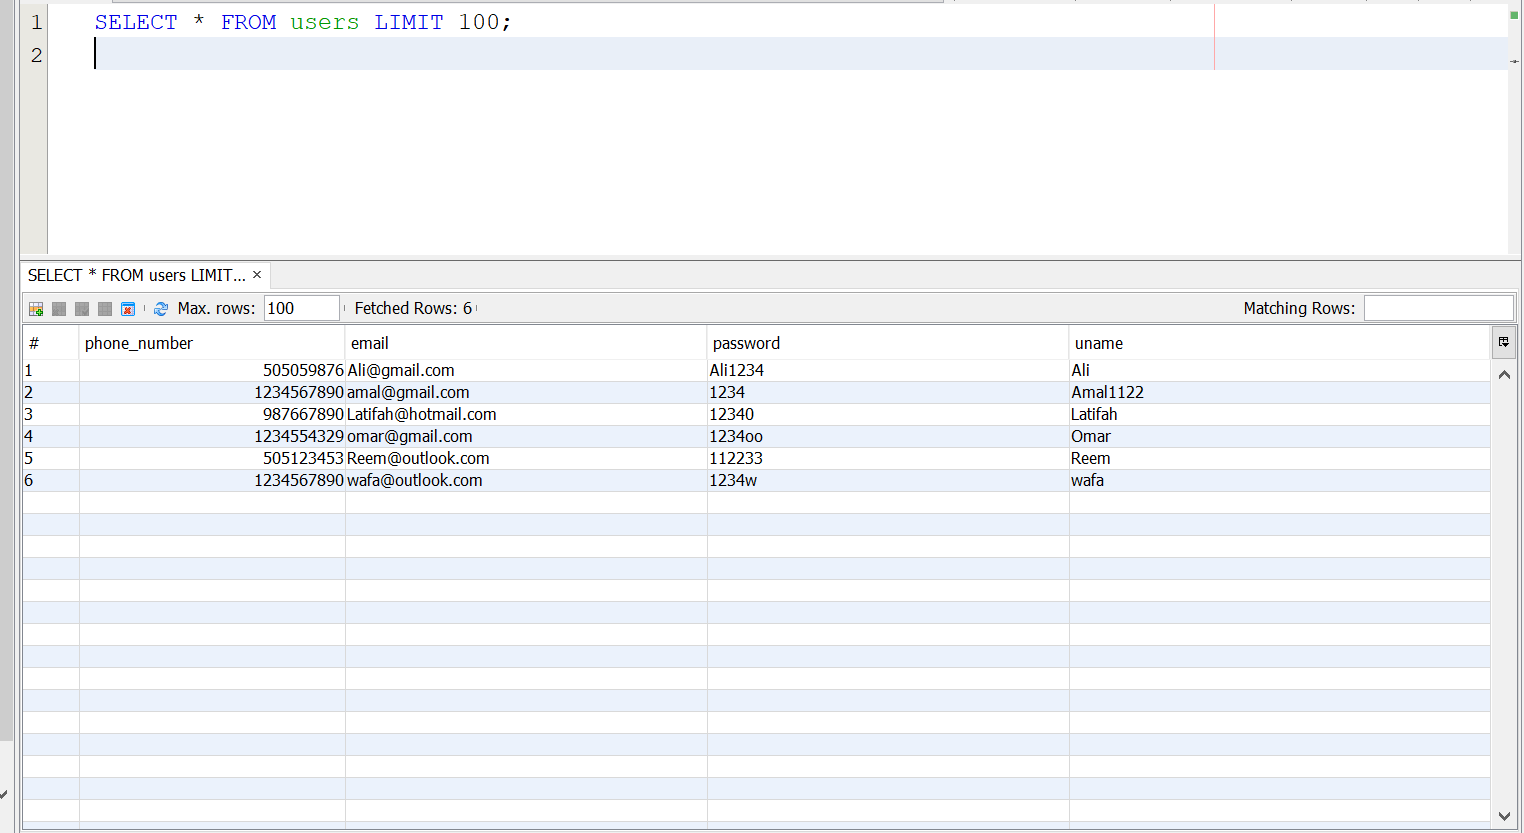 1 SELECT * FROM users LIMIT 100;
2
SELECT * FROM users LIMIT... ×
Max. rows: 100 Fetched Rows: 6 Matching Rows:
# phone_number email password uname
1 505059876 Ali@gmail.com Ali1234 Ali
2 1234567890 amal@gmail.com 1234 Amal1122
3 987667890 Latifah@hotmail.com 12340 Latifah
4 1234554329 omar@gmail.com 1234oo Omar
5 505123453 Reem@outlook.com 112233 Reem
6 1234567890 wafa@outlook.com 1234w wafa